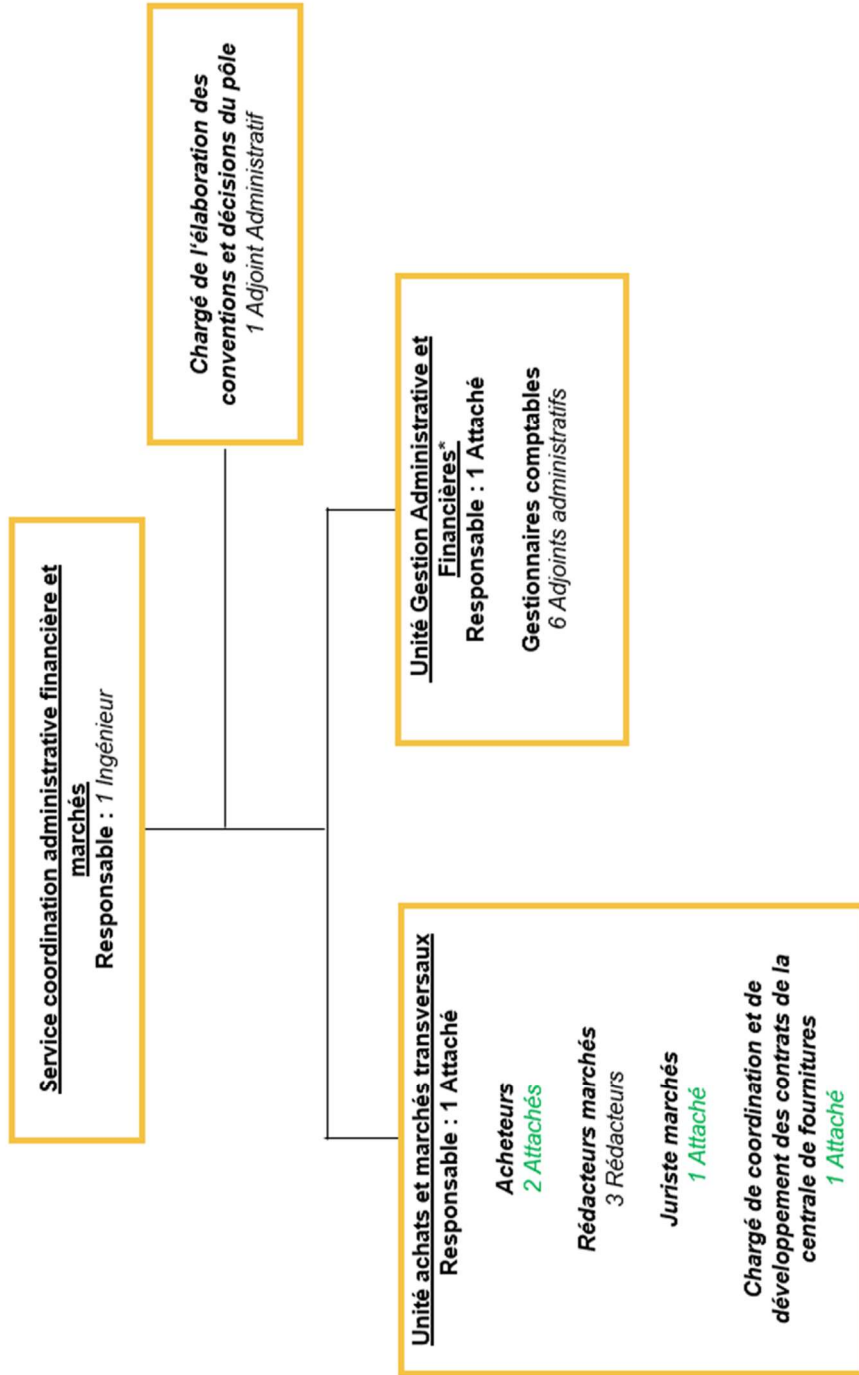 Service coordination administrative financière et
marchés
Responsable : 1 Ingénieur
Chargé de l'élaboration des
conventions et décisions du pôle
1 Adjoint Administratif
Unité achats et marchés transversaux
Responsable : 1 Attaché
Acheteurs
2 Attachés
Rédacteurs marchés
3 Rédacteurs
Juriste marchés
1 Attaché
Chargé de coordination et de
développement des contrats de la
centrale de fournitures
1 Attaché
Unité Gestion Administrative et
Financières*
Responsable : 1 Attaché
Gestionnaires comptables
6 Adjoints administratifs